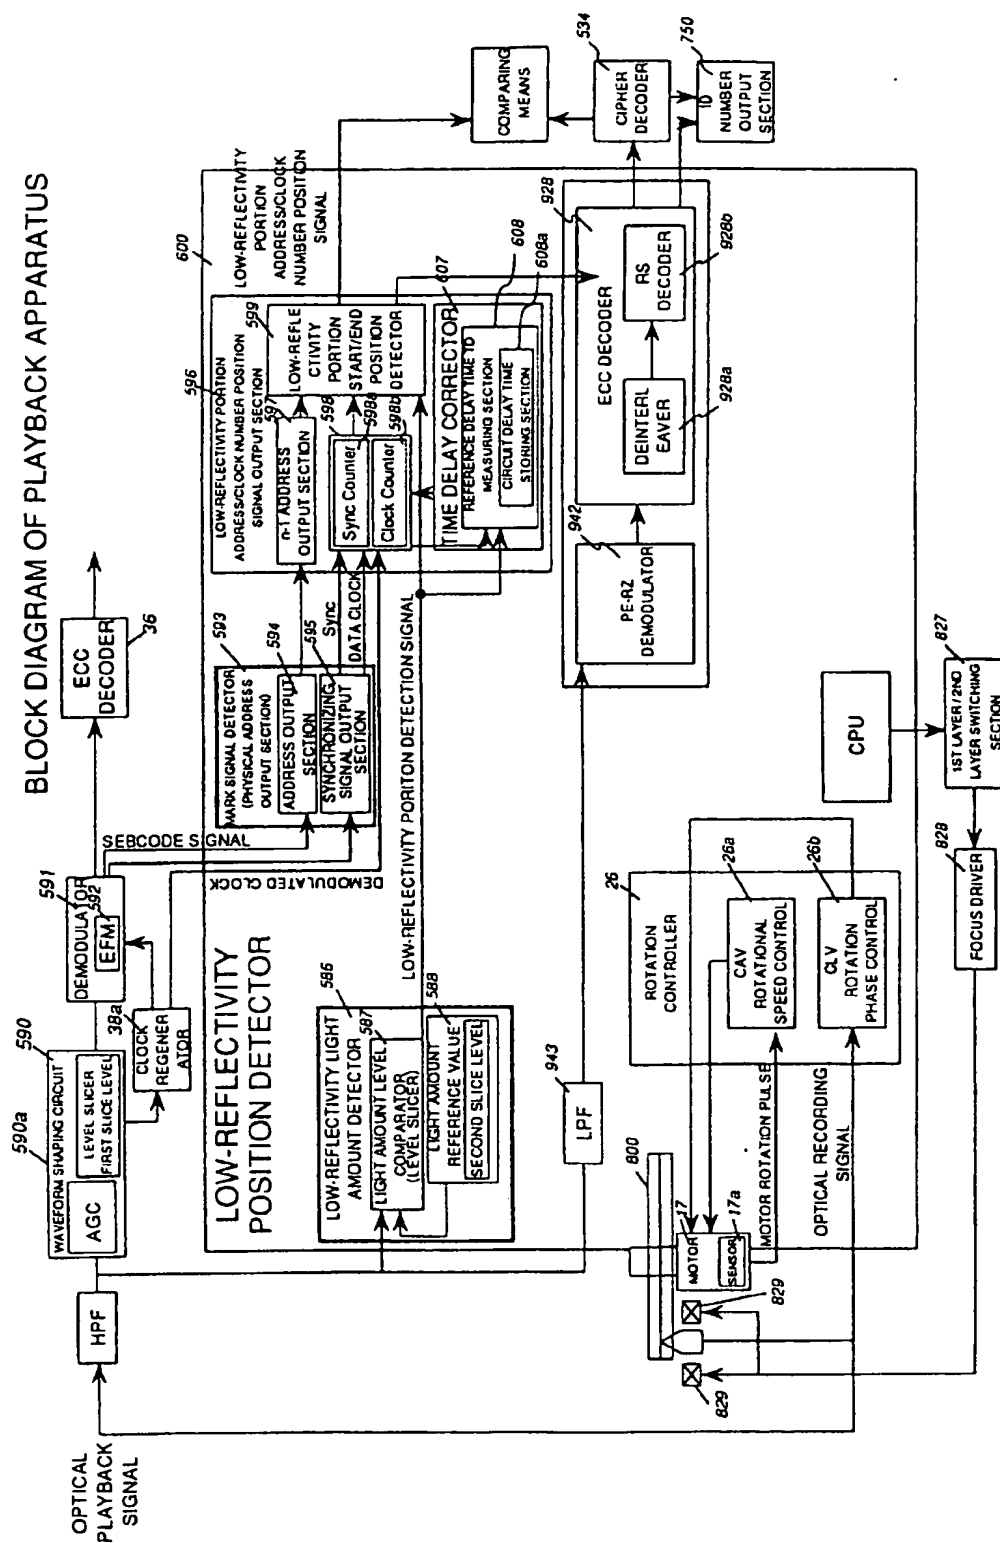 BLOCK DIAGRAM OF PLAYBACK APPARATUS
OPTICAL
PLAYBACK
SIGNAL
HPF
590a
590
WAVEFORM SHAPING CIRCUIT
AGC
LEVEL SLICER
FIRST SLICE LEVEL
38a
CLOCK
REGENER
ATOR
591
DEMODULATOR
592
EFM
ECC
DECODER
36
SEBCODE SIGNAL
DEMODULATED CLOCK
LOW-REFLECTIVITY
POSITION DETECTOR
600
586
LOW-REFLECTIVITY LIGHT
AMOUNT DETECTOR
587
LIGHT AMOUNT LEVEL
COMPARATOR
(LEVEL SLICER)
588
LIGHT AMOUNT
REFERENCE VALUE
SECOND SLICE LEVEL
LOW-REFLECTIVITY PORITON DETECTION SIGNAL
593
MARK SIGNAL DETECTOR
(PHYSICAL ADDRESS
OUTPUT SECTION)
594
ADDRESS OUTPUT
SECTION
595
SYNCHRONIZING
SIGNAL OUTPUT
SECTION
Sync
DATA CLOCK
596
LOW-REFLECTIVITY PORTION
ADDRESS/CLOCK NUMBER POSITION
SIGNAL OUTPUT SECTION
597
n-1 ADDRESS
OUTPUT SECTION
598
598a
Sync Counter
598b
Clock Counter
599
LOW-REFLE
CTIVITY
PORTION
START/END
POSITION
DETECTOR
LOW-REFLECTIVITY
PORTION
ADDRESS/CLOCK
NUMBER POSITION
SIGNAL
607
TIME DELAY CORRECTOR
608
REFERENCE DELAY TIME TD
MEASURING SECTION
608a
CIRCUIT DELAY TIME
STORING SECTION
COMPARING
MEANS
534
CIPHER
DECODER
750
ID
NUMBER
OUTPUT
SECTION
943
LPF
942
PE-RZ
DEMODULATOR
928
ECC DECODER
DEINTERL
EAVER
928a
RS
DECODER
928b
800
17
MOTOR
17a
SENSOR
829
829
MOTOR ROTATION PULSE
OPTICAL RECORDING
SIGNAL
26
ROTATION
CONTROLLER
26a
CAV
ROTATIONAL
SPEED CONTROL
26b
CLV
ROTATION
PHASE CONTROL
CPU
827
1ST LAYER/2ND
LAYER SWITCHING
SECTION
828
FOCUS DRIVER